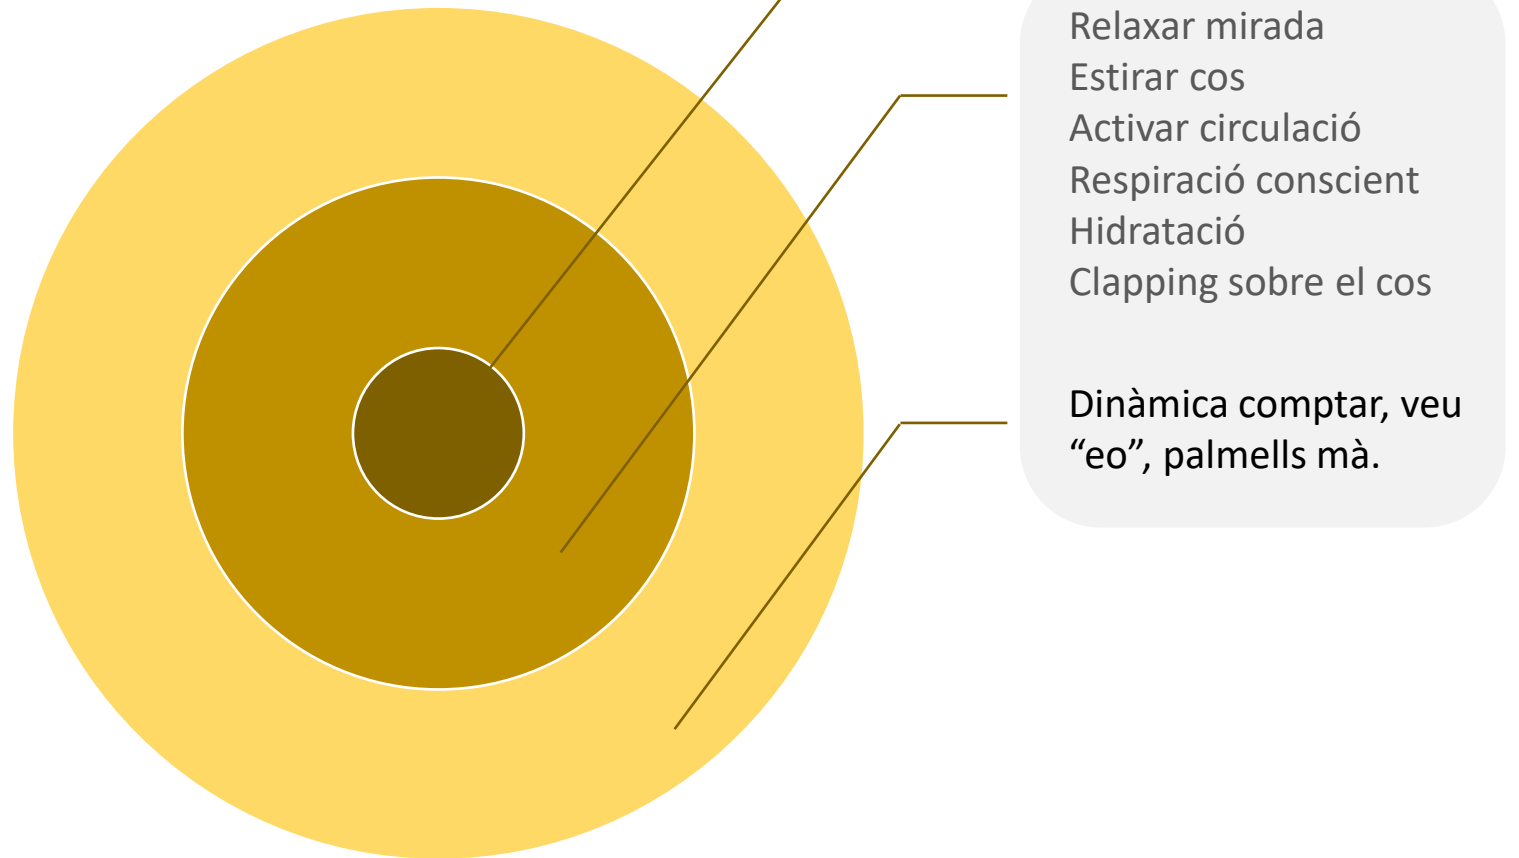 Relaxar mirada
Estirar cos
Activar circulació
Respiració conscient
Hidratació
Clapping sobre el cos
Dinàmica comptar, veu
“eo”, palmells mà.